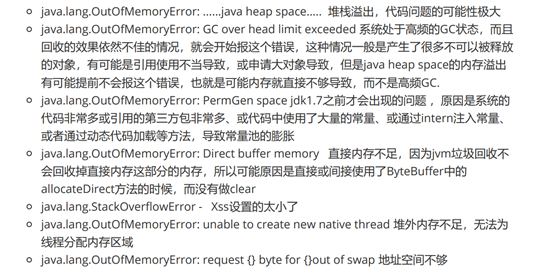 java.lang.OutOfMemoryError: ......java heap space..... 堆栈溢出，代码问题的可能性极大
java.lang.OutOfMemoryError: GC over head limit exceeded 系统处于高频的GC状态，而且
回收的效果依然不佳的情况，就会开始报这个错误，这种情况一般是产生了很多不可以被释放
的对象，有可能是引用使用不当导致，或申请大对象导致，但是java heap space的内存溢出
有可能提前不会报这个错误，也就是可能内存就直接不够导致，而不是高频GC.
java.lang.OutOfMemoryError: PermGen space jdk1.7之前才会出现的问题 ，原因是系统的
代码非常多或引用的第三方包非常多、或代码中使用了大量的常量、或通过intern注入常量、
或者通过动态代码加载等方法，导致常量池的膨胀
java.lang.OutOfMemoryError: Direct buffer memory 直接内存不足，因为jvm垃圾回收不
会回收掉直接内存这部分的内存，所以可能原因是直接或间接使用了ByteBuffer中的
allocateDirect方法的时候，而没有做clear
java.lang.StackOverflowError - Xss设置的太小了
java.lang.OutOfMemoryError: unable to create new native thread 堆外内存不足，无法为
线程分配内存区域
java.lang.OutOfMemoryError: request {} byte for {}out of swap 地址空间不够